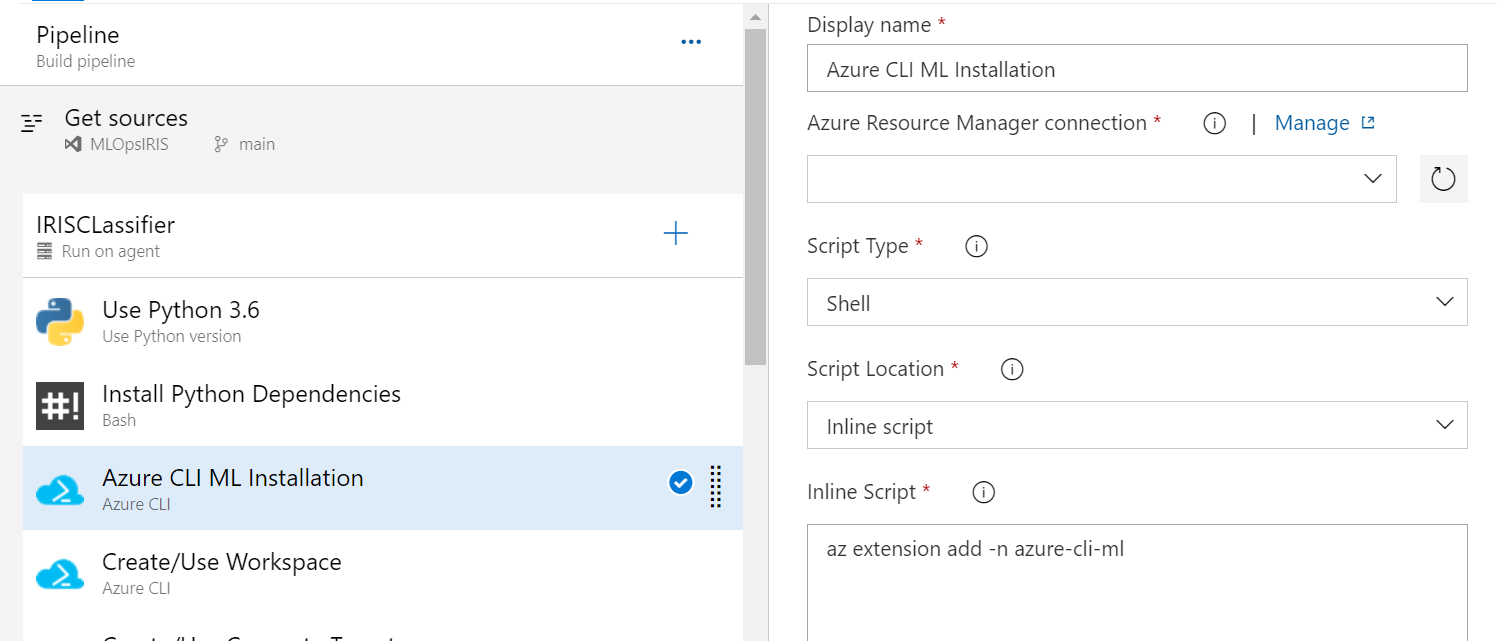 Pipeline
Build pipeline
Get sources
MLOpsIRIS main
IRISCLassifier
Run on agent
Use Python 3.6
Use Python version
Install Python Dependencies
Bash
Azure CLI ML Installation
Azure CLI
Create/Use Workspace
Azure CLI
Display name *
Azure CLI ML Installation
Azure Resource Manager connection * | Manage
Script Type *
Shell
Script Location *
Inline script
Inline Script *
az extension add -n azure-cli-ml